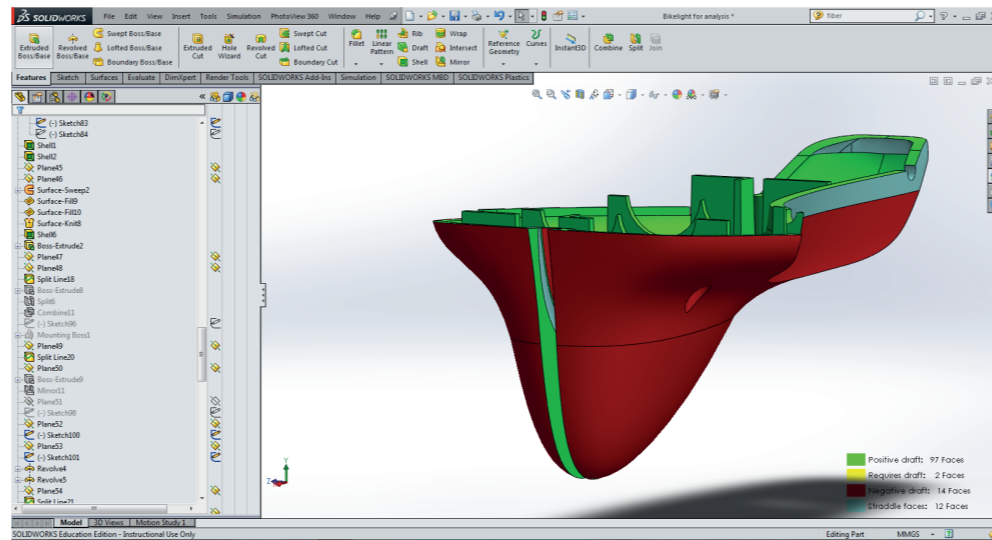 SOLIDWORKS File Edit View Insert Tools Simulation PhotoView 360 Window Help Bikelight for analysis * fiber
Extruded Boss/Base Revolved Boss/Base Swept Boss/Base Lofted Boss/Base Boundary Boss/Base Extruded Cut Hole Wizard Revolved Cut Swept Cut Lofted Cut Boundary Cut Fillet Linear Pattern Rib Draft Shell Wrap Intersect Mirror Reference Geometry Curves Instant3D Combine Split Join
Features Sketch Surfaces Evaluate DimXpert Render Tools SOLIDWORKS Add-Ins Simulation SOLIDWORKS MBD SOLIDWORKS Plastics
(-) Sketch83
(-) Sketch84
Shell1
Shell2
Plane45
Plane46
Surface-Sweep2
Surface-Fill9
Surface-Fill10
Surface-Knit8
Shell6
Boss-Extrude2
Plane47
Plane48
Split Line18
Boss-Extrude8
Split6
Combine11
(-) Sketch96
Mounting Boss1
Plane49
Split Line20
Plane50
Boss-Extrude9
Mirror11
Plane51
(-) Sketch98
Plane52
(-) Sketch100
Plane53
(-) Sketch101
Revolve4
Revolve5
Plane54
Split Line21
Y
Z
Positive draft: 97 Faces
Requires draft: 2 Faces
Negative draft: 14 Faces
Straddle faces: 12 Faces
Model 3D Views Motion Study 1
SOLIDWORKS Education Edition - Instructional Use Only Editing Part MMGS